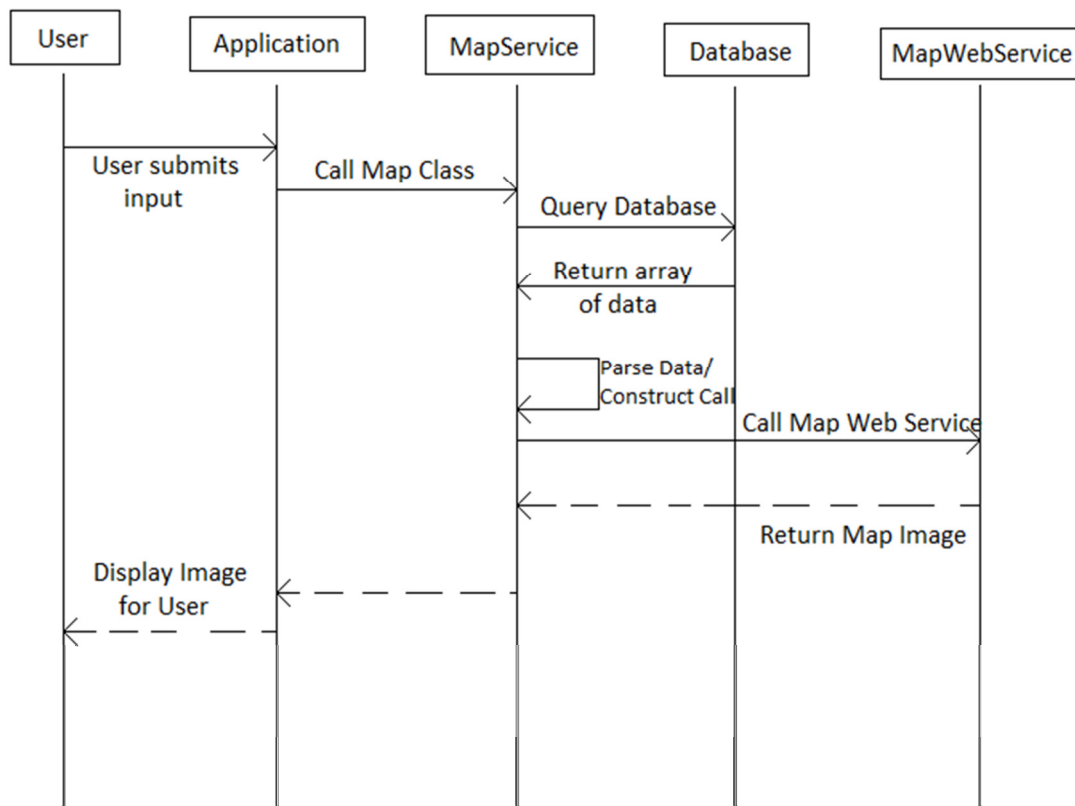 User
Application
MapService
Database
MapWebService
User submits
input
Call Map Class
Query Database
Return array
of data
Parse Data/
Construct Call
Call Map Web Service
Return Map Image
Display Image
for User